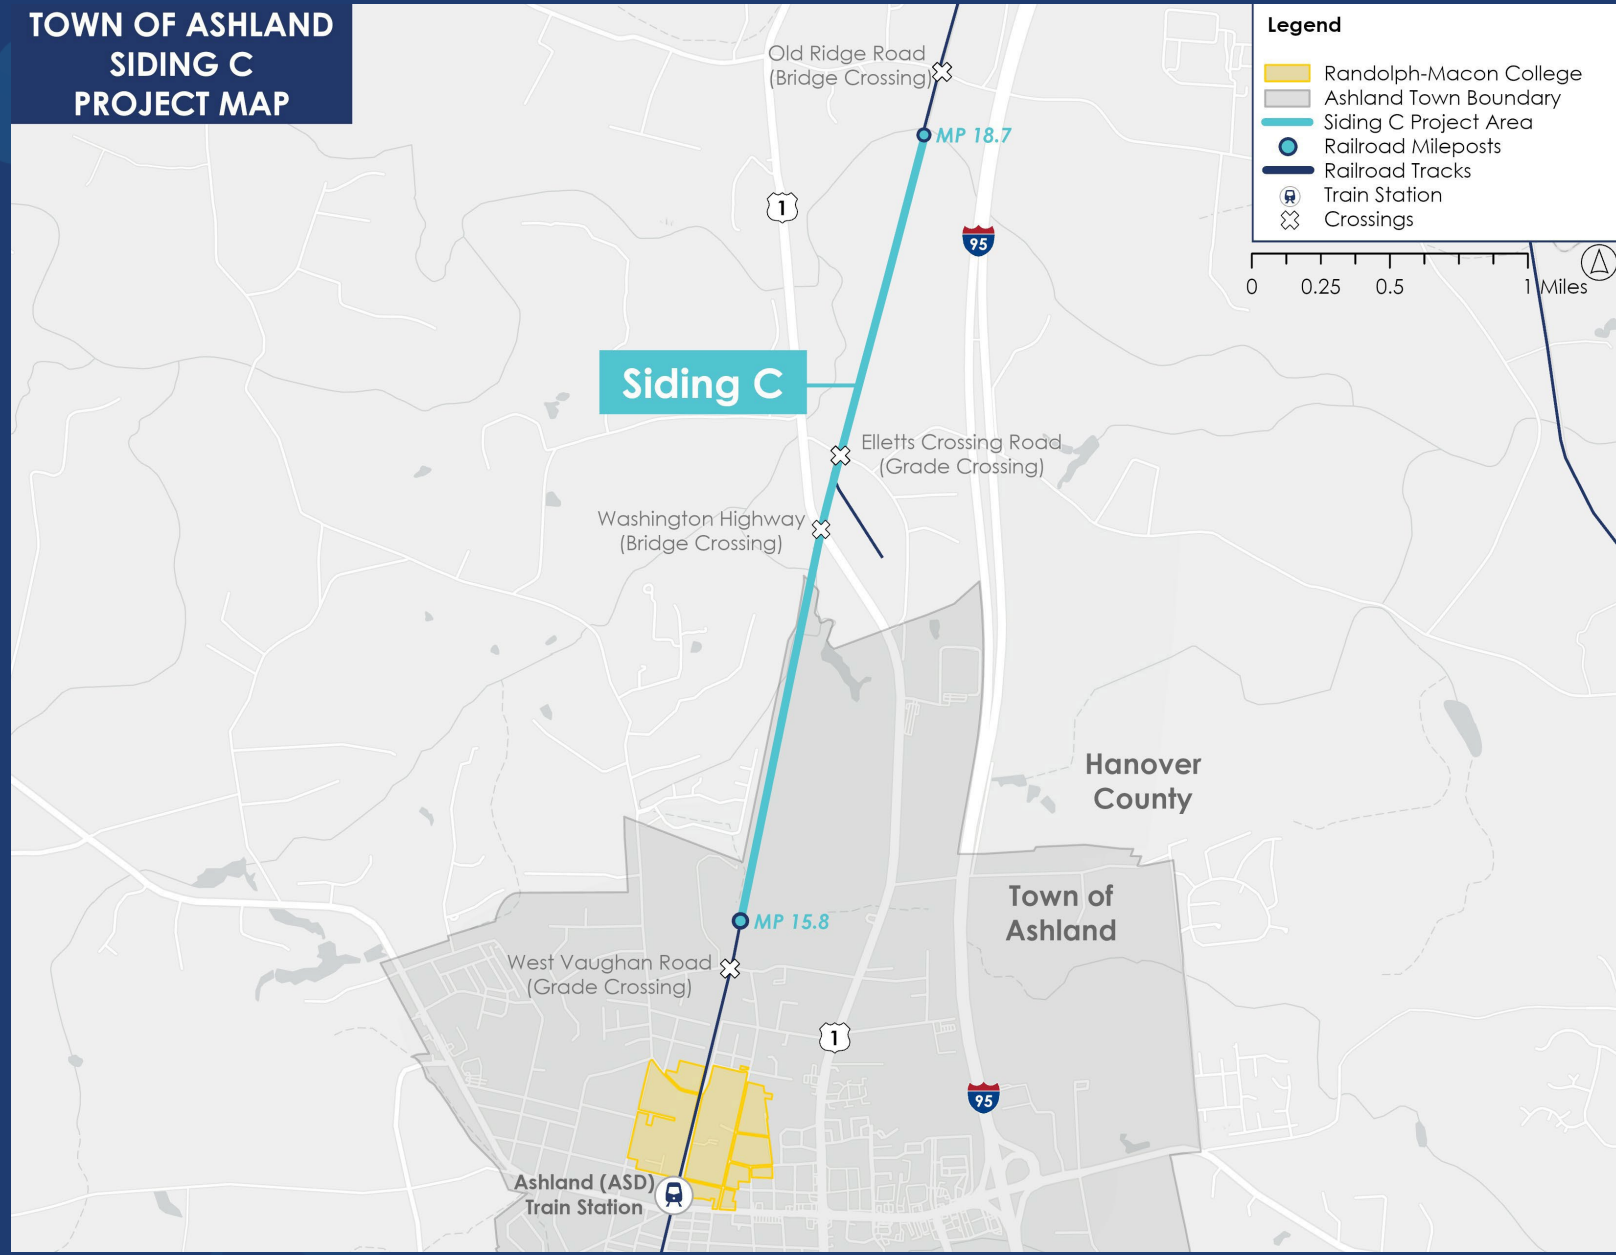 TOWN OF ASHLAND
SIDING C
PROJECT MAP
Legend
Randolph-Macon College
Ashland Town Boundary
Siding C Project Area
Railroad Mileposts
Railroad Tracks
Train Station
Crossings
0 0.25 0.5 1 Miles
Old Ridge Road
(Bridge Crossing)
MP 18.7
1
95
Siding C
Elletts Crossing Road
(Grade Crossing)
Washington Highway
(Bridge Crossing)
Hanover
County
Town of
Ashland
MP 15.8
West Vaughan Road
(Grade Crossing)
1
95
Ashland (ASD)
Train Station